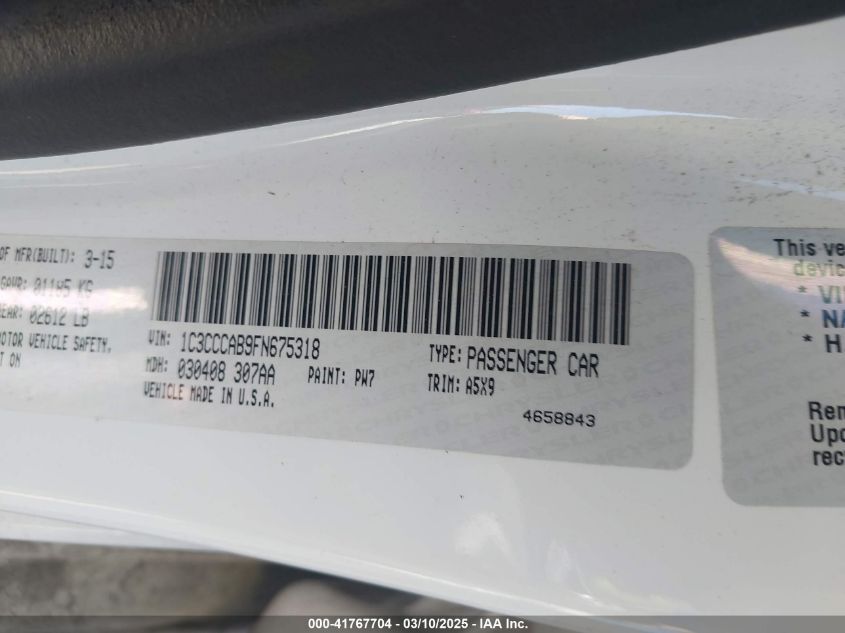 OF MFR(BUILT): 3-15
GAWR: 01185 KG
REAR: 02612 LB
MOTOR VEHICLE SAFETY,
T ON
VIN: 1C3CCCAB9FN675318
MDH: 030408 307AA
PAINT: PW7
VEHICLE MADE IN U.S.A.
TYPE: PASSENGER CAR
TRIM: A5X9
4658843
This ve
devic
* VI
* NA
* H
Rem
Upd
rec
000-41767704 — 03/10/2025 — IAA Inc.